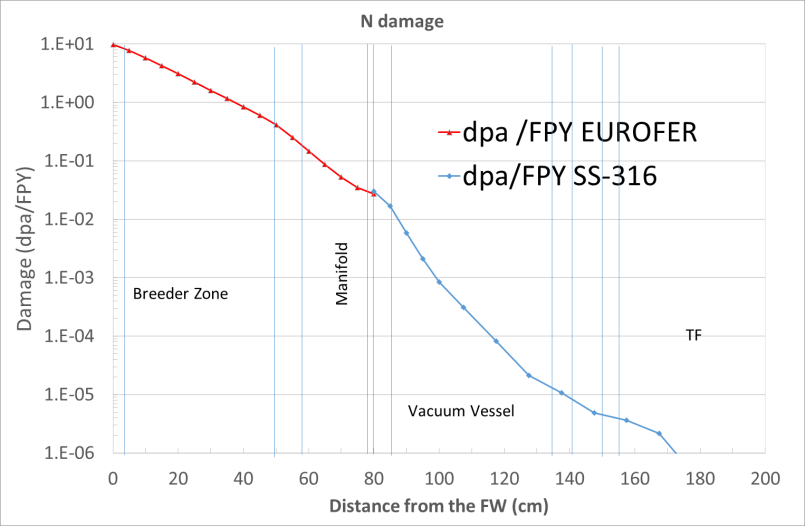 N damage
1.E+01
1.E+00
1.E-01
1.E-02
1.E-03
1.E-04
1.E-05
1.E-06
Damage (dpa/FPY)
dpa /FPY EUROFER
dpa/FPY SS-316
Breeder Zone
Manifold
Vacuum Vessel
TF
0 20 40 60 80 100 120 140 160 180 200
Distance from the FW (cm)